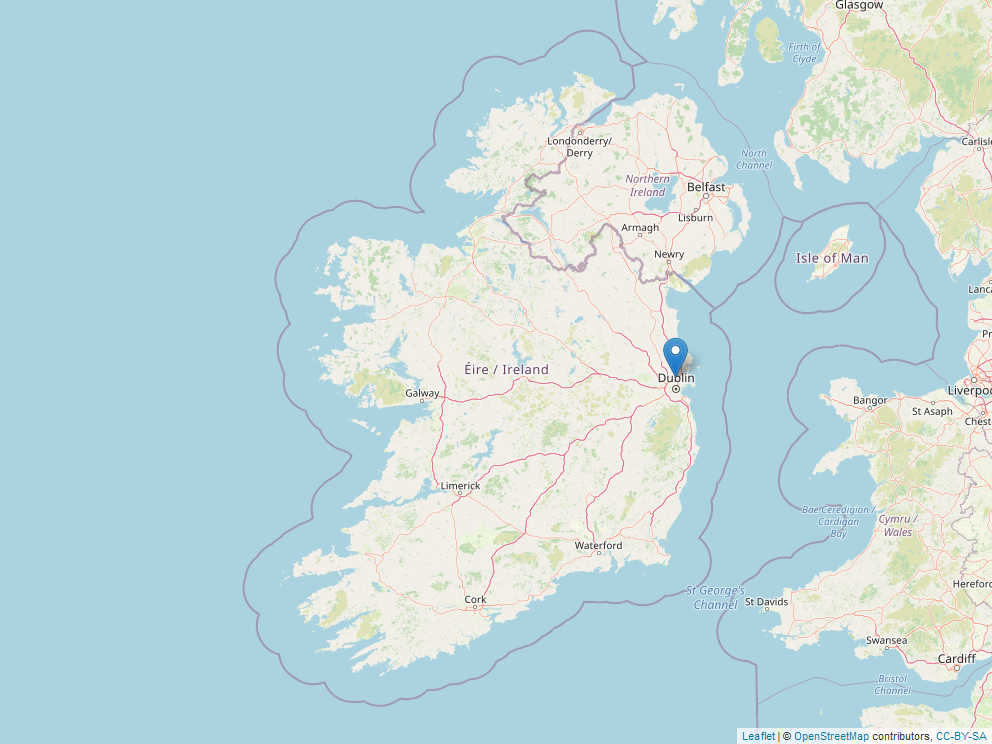 Glasgow
Firth of
Clyde
Londonderry/
Derry
North
Channel
Carlisle
Northern
Ireland
Belfast
Lisburn
Armagh
Newry
Isle of Man
Lanca
Pr
Éire / Ireland
Dublin
Galway
Bangor
St Asaph
Liverpoo
Chest
Limerick
Bae Ceredigion /
Cardigan
Bay
Cymru /
Wales
Waterford
Hereford
St George's
Channel
St Davids
Cork
Swansea
Cardiff
Bristol
Channel
Leaflet | © OpenStreetMap contributors, CC-BY-SA